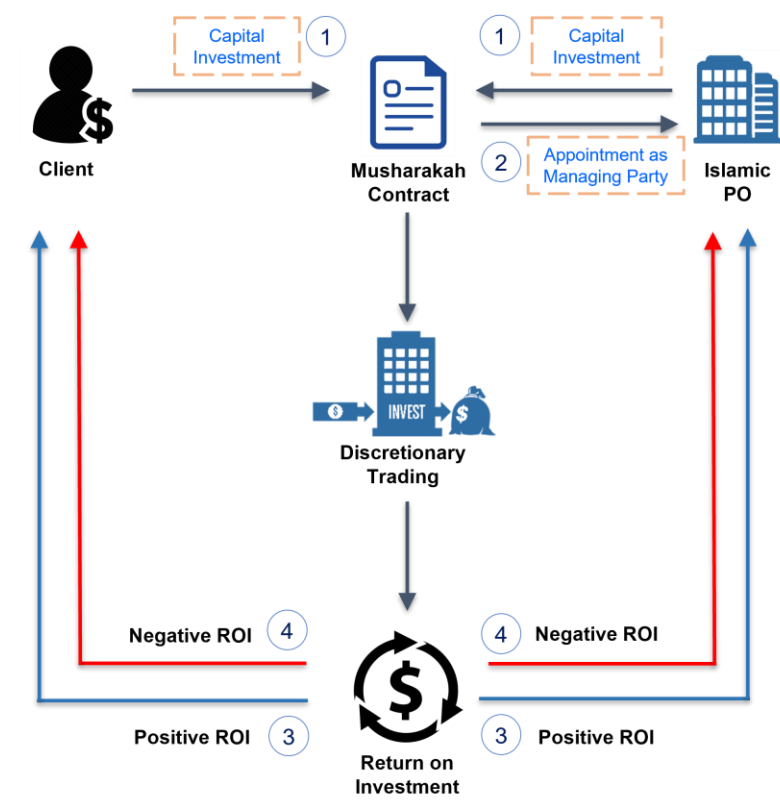 Capital
Investment
1
1
Capital
Investment
$
Client
Musharakah
Contract
2
Appointment as
Managing Party
Islamic
PO
$
INVEST
$
Discretionary
Trading
Negative ROI
4
4
Negative ROI
$
Positive ROI
3
3
Positive ROI
Return on
Investment